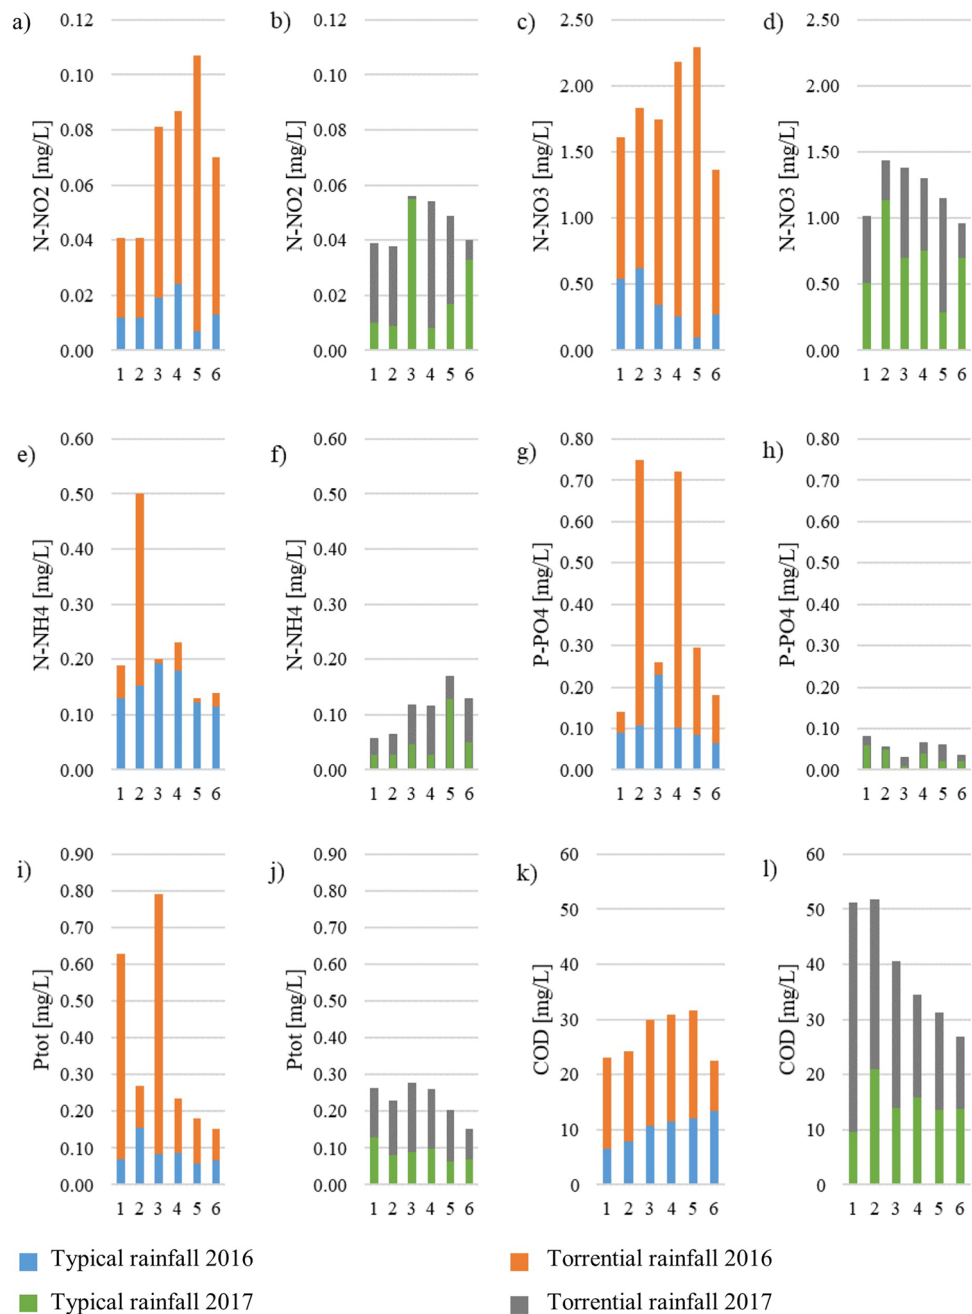 a)
N-NO2 [mg/L]
0.12
0.10
0.08
0.06
0.04
0.02
0.00
1 2 3 4 5 6
b)
N-NO2 [mg/L]
0.12
0.10
0.08
0.06
0.04
0.02
0.00
1 2 3 4 5 6
c)
N-NO3 [mg/L]
2.50
2.00
1.50
1.00
0.50
0.00
1 2 3 4 5 6
d)
N-NO3 [mg/L]
2.50
2.00
1.50
1.00
0.50
0.00
1 2 3 4 5 6
e)
N-NH4 [mg/L]
0.60
0.50
0.40
0.30
0.20
0.10
0.00
1 2 3 4 5 6
f)
N-NH4 [mg/L]
0.60
0.50
0.40
0.30
0.20
0.10
0.00
1 2 3 4 5 6
g)
P-PO4 [mg/L]
0.80
0.70
0.60
0.50
0.40
0.30
0.20
0.10
0.00
1 2 3 4 5 6
h)
P-PO4 [mg/L]
0.80
0.70
0.60
0.50
0.40
0.30
0.20
0.10
0.00
1 2 3 4 5 6
i)
Ptot [mg/L]
0.90
0.80
0.70
0.60
0.50
0.40
0.30
0.20
0.10
0.00
1 2 3 4 5 6
j)
Ptot [mg/L]
0.90
0.80
0.70
0.60
0.50
0.40
0.30
0.20
0.10
0.00
1 2 3 4 5 6
k)
COD [mg/L]
60
50
40
30
20
10
0
1 2 3 4 5 6
l)
COD [mg/L]
60
50
40
30
20
10
0
1 2 3 4 5 6
Typical rainfall 2016
Torrential rainfall 2016
Typical rainfall 2017
Torrential rainfall 2017